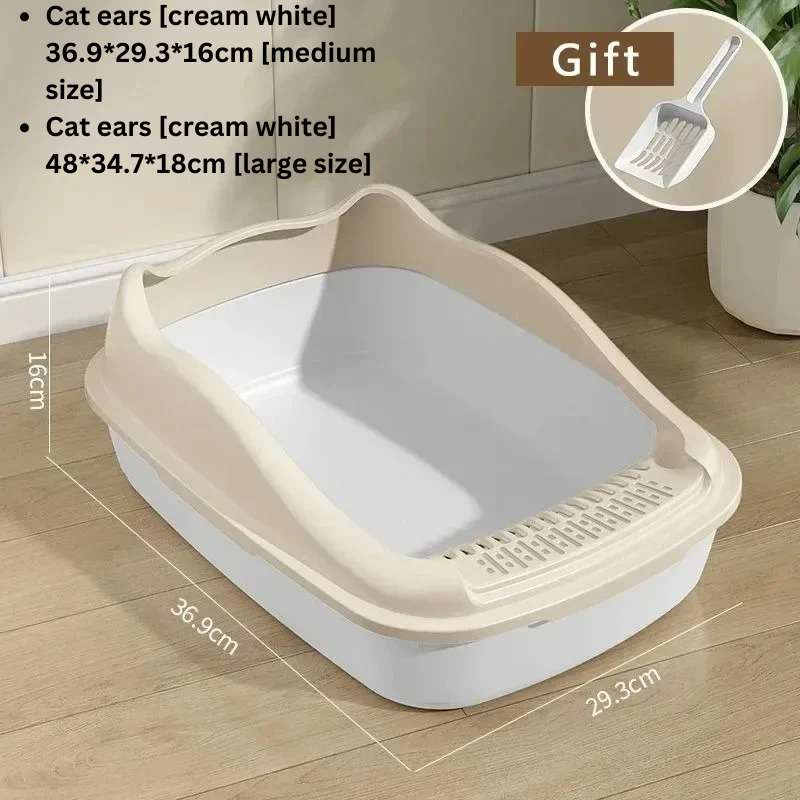 • Cat ears [cream white]
36.9*29.3*16cm [medium
size]
• Cat ears [cream white]
48*34.7*18cm [large size]
Gift
16cm
36.9cm
29.3cm